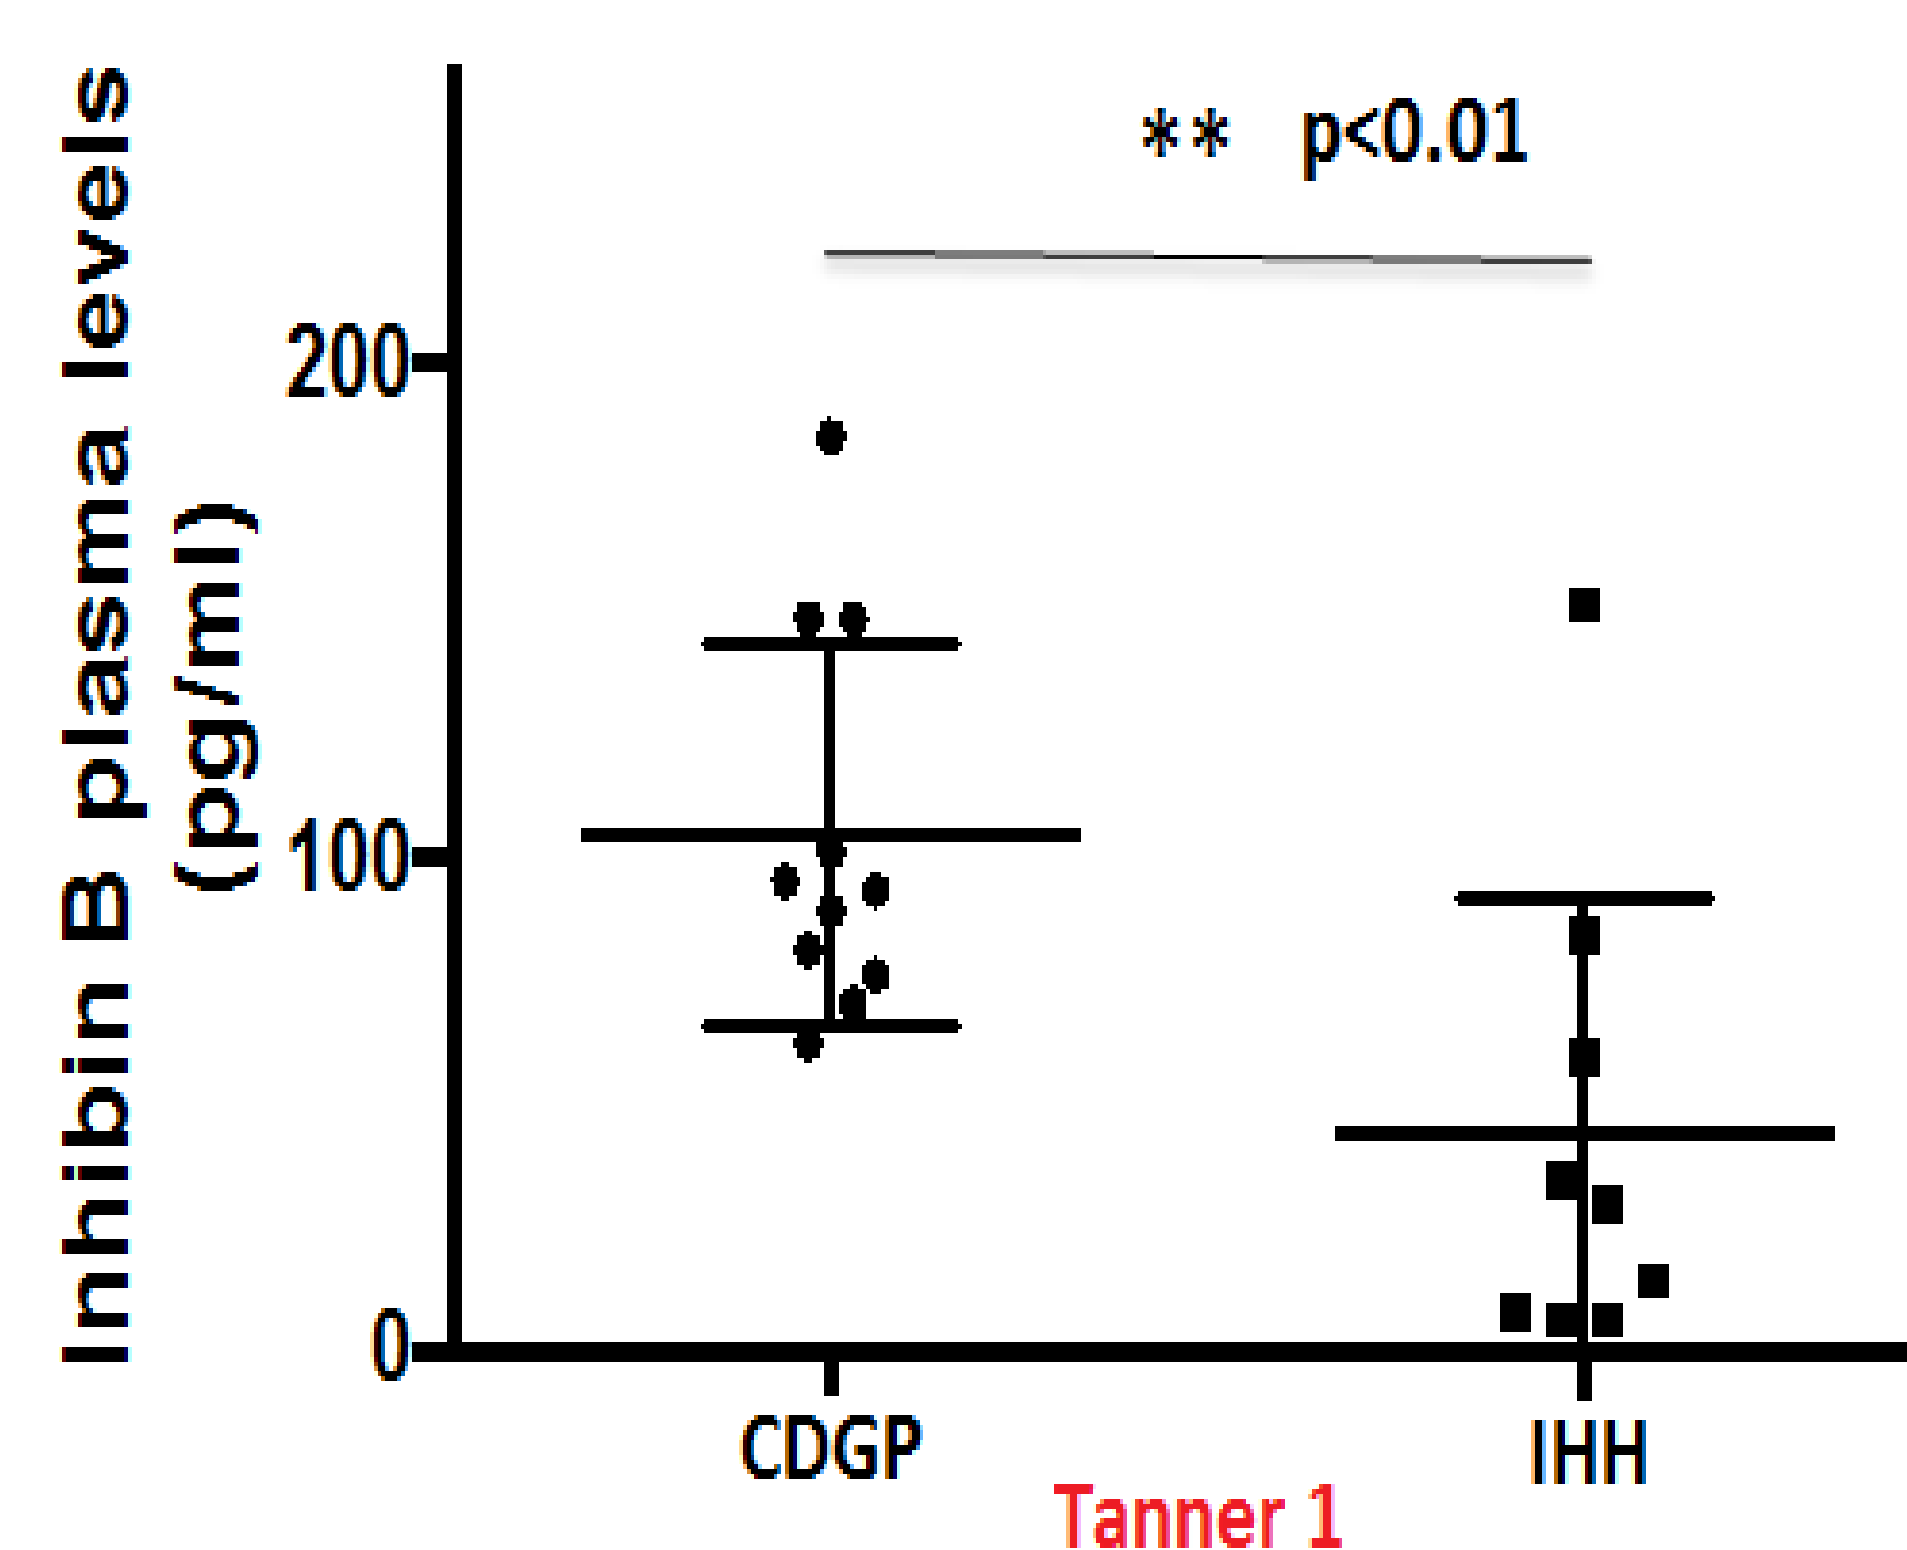 Inhibin B plasma levels
(pg/ml)
** p<0.01
200
100
0
CDGP
IHH
Tanner 1